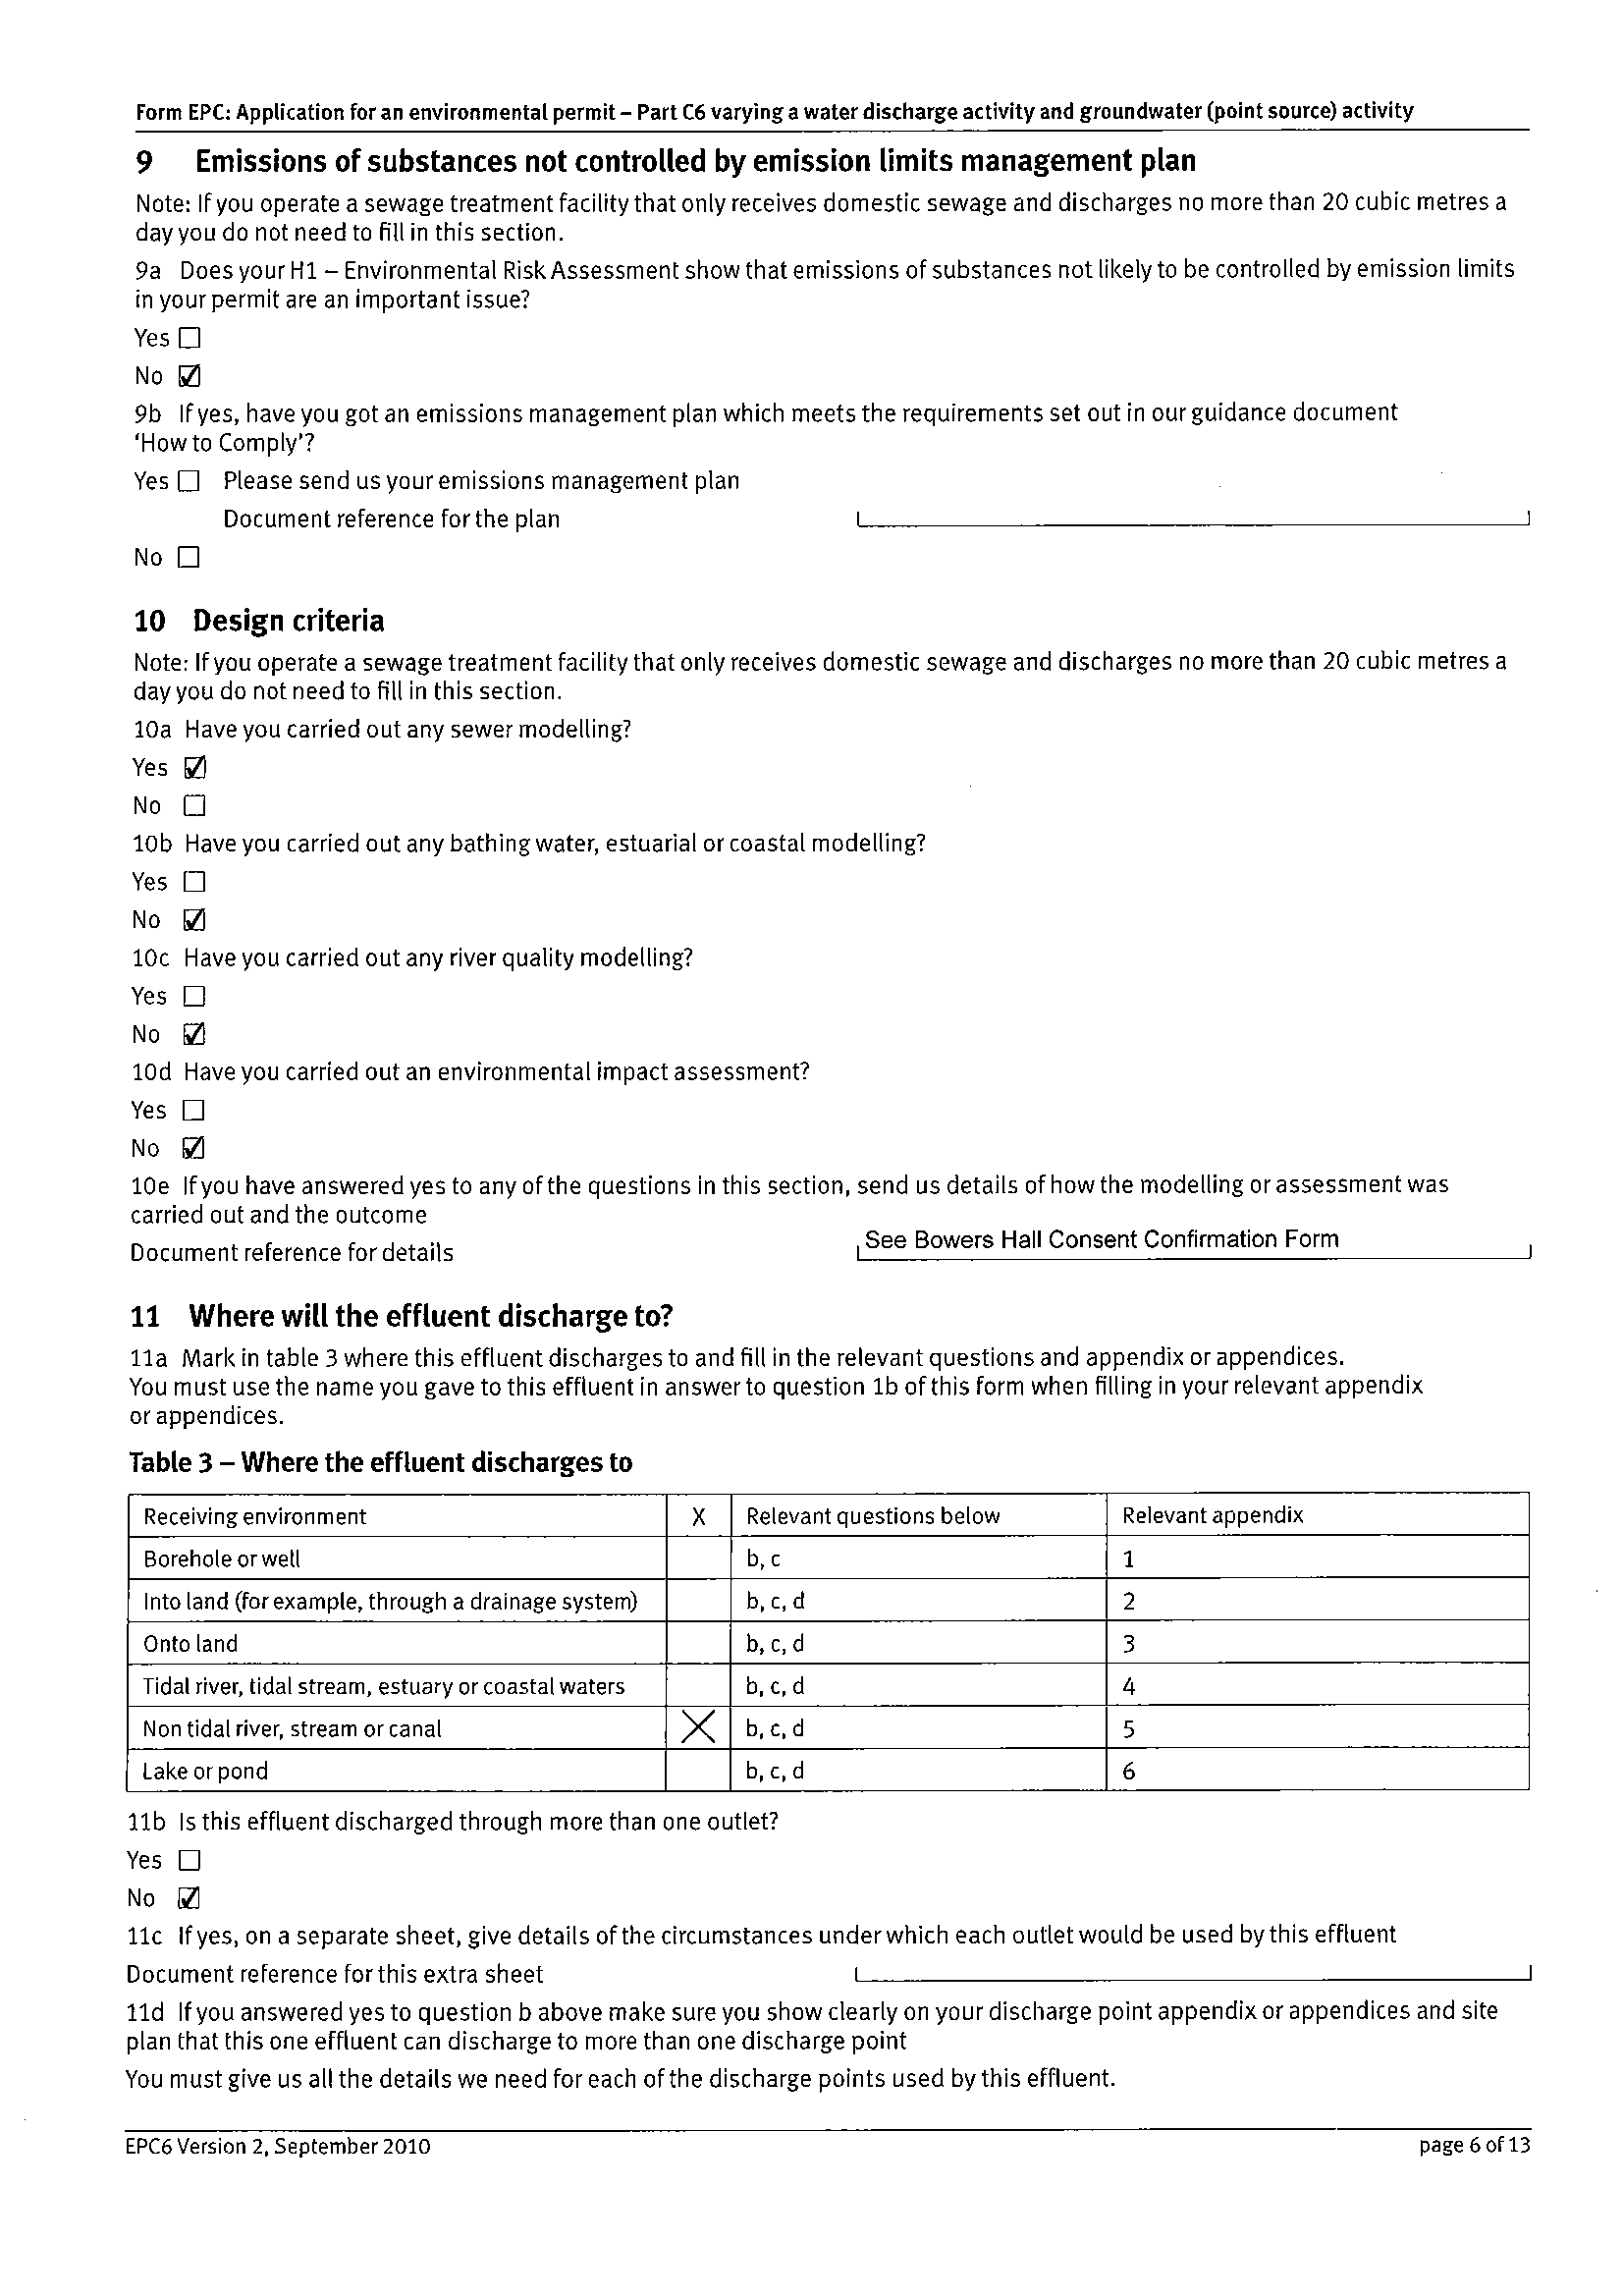 Form EPC: Application for an environmental permit – Part C6 varying a water discharge activity and groundwater (point source) activity
9 Emissions of substances not controlled by emission limits management plan
Note: If you operate a sewage treatment facility that only receives domestic sewage and discharges no more than 20 cubic metres a
day you do not need to fill in this section.
9a Does your H1 – Environmental Risk Assessment show that emissions of substances not likely to be controlled by emission limits
in your permit are an important issue?
Yes ☐
No ☑
9b If yes, have you got an emissions management plan which meets the requirements set out in our guidance document
‘How to Comply’?
Yes ☐ Please send us your emissions management plan
Document reference for the plan
No ☐
10 Design criteria
Note: If you operate a sewage treatment facility that only receives domestic sewage and discharges no more than 20 cubic metres a
day you do not need to fill in this section.
10a Have you carried out any sewer modelling?
Yes ☑
No ☐
10b Have you carried out any bathing water, estuarial or coastal modelling?
Yes ☐
No ☑
10c Have you carried out any river quality modelling?
Yes ☐
No ☑
10d Have you carried out an environmental impact assessment?
Yes ☐
No ☑
10e If you have answered yes to any of the questions in this section, send us details of how the modelling or assessment was
carried out and the outcome
Document reference for details See Bowers Hall Consent Confirmation Form
11 Where will the effluent discharge to?
11a Mark in table 3 where this effluent discharges to and fill in the relevant questions and appendix or appendices.
You must use the name you gave to this effluent in answer to question 1b of this form when filling in your relevant appendix
or appendices.
Table 3 – Where the effluent discharges to
Receiving environment X Relevant questions below Relevant appendix
Borehole or well b, c 1
Into land (for example, through a drainage system) b, c, d 2
Onto land b, c, d 3
Tidal river, tidal stream, estuary or coastal waters b, c, d 4
Non tidal river, stream or canal X b, c, d 5
Lake or pond b, c, d 6
11b Is this effluent discharged through more than one outlet?
Yes ☐
No ☑
11c If yes, on a separate sheet, give details of the circumstances under which each outlet would be used by this effluent
Document reference for this extra sheet
11d If you answered yes to question b above make sure you show clearly on your discharge point appendix or appendices and site
plan that this one effluent can discharge to more than one discharge point
You must give us all the details we need for each of the discharge points used by this effluent.
EPC6 Version 2, September 2010 page 6 of 13